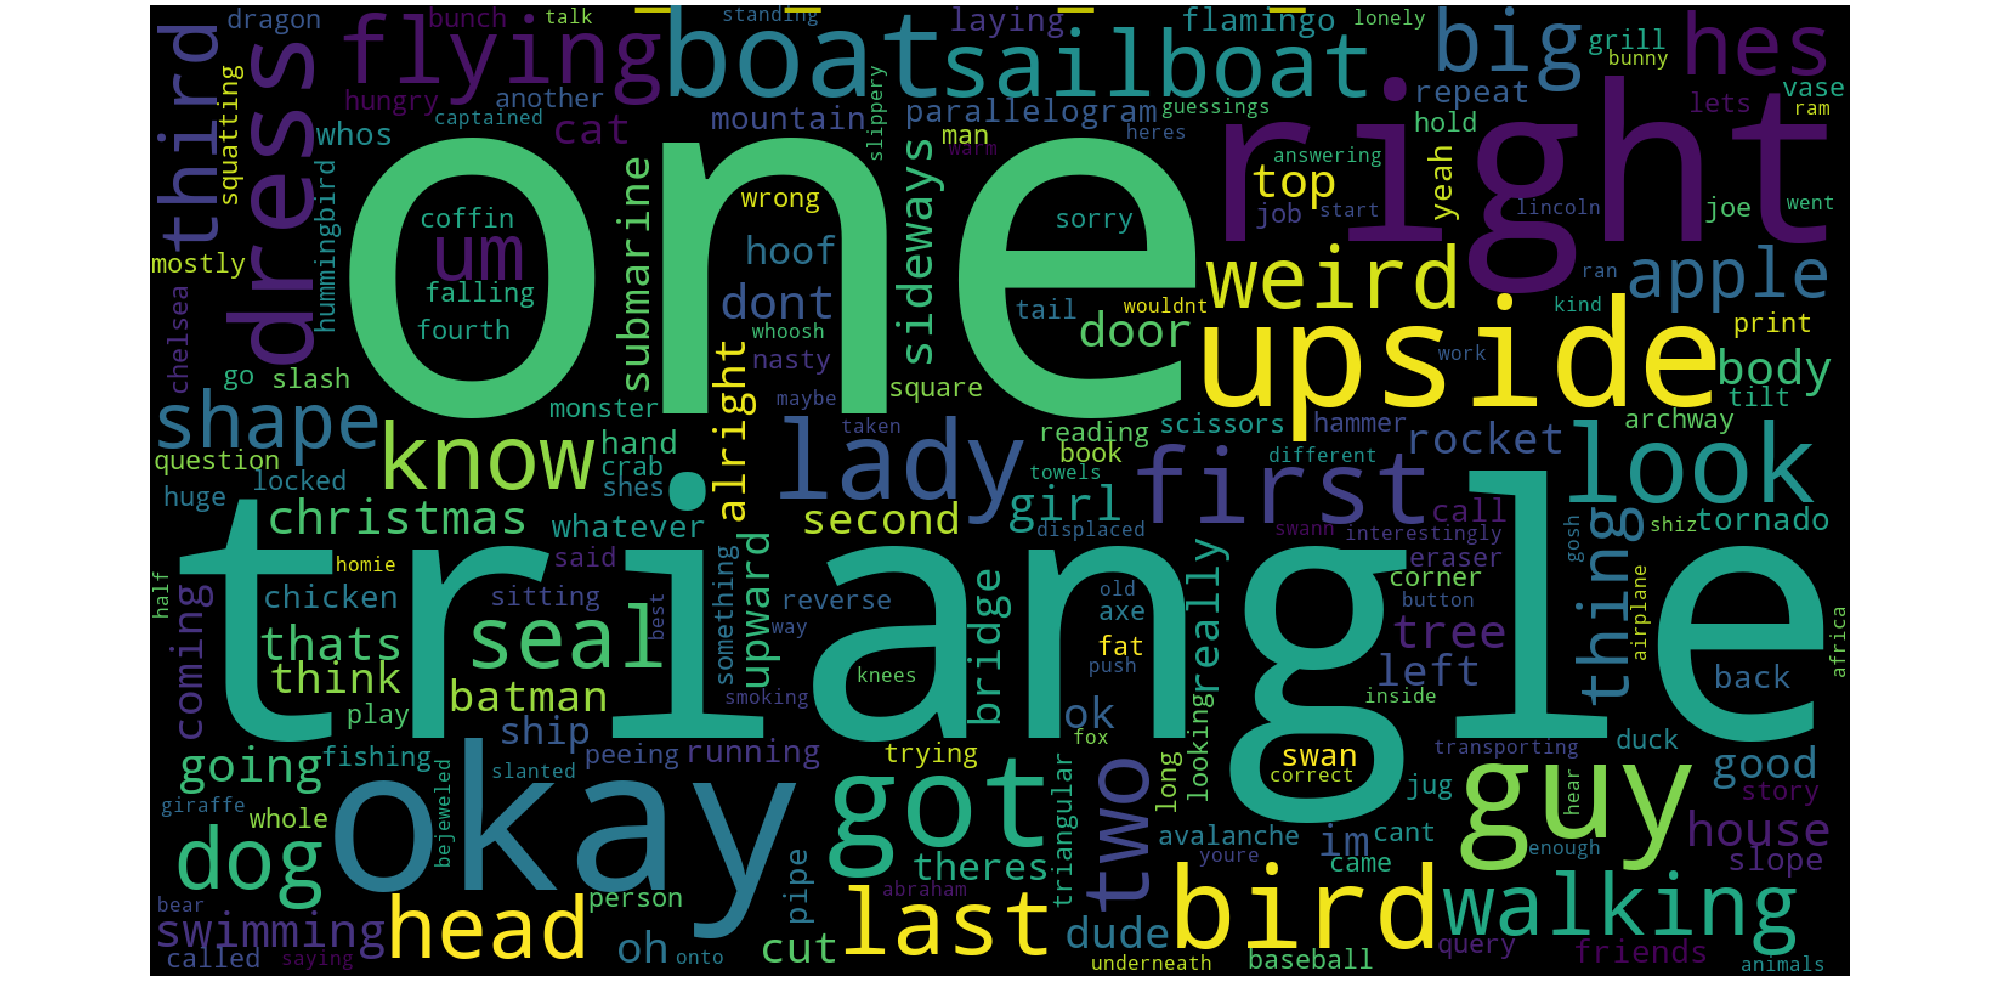 dragon bunch talk standing laying flamingo lonely
third dress flying boat sailboat big grill bunny hes
hungry another slippery parallelogram guessings repeat lets vase ram
squatting whos captained cat mountain man heres warm hold
one right
hummingbird submarine wrong sideways answering top yeah lincoln joe went
coffin um sorry job start
mostly falling hoof weird ran apple
chelsea fourth dont tail wouldnt upside kind print
whoosh door work body
go slash nasty square tilt
shape monster alright maybe scissors hammer archway
know hand lady taken reading first rocket look
question crab book different
huge locked shes towels girl call shiz tornado
christmas whatever second displaced swann interestingly thing gosh
triangle
half homie said upward something bridge really eraser corner
coming chicken sitting best reverse old axe button airplane africa
thats seal way fat tree
think batman knees push left back
play smoking looking inside
ship ok
going fishing peeing running trying fox swan transporting duck good
okay slanted got triangular two long correct jug guy hear story
giraffe bejeweled
whole avalanche im cant house
dog theres youre came enough slope
bear person pipe abraham last bird walking
swimming head dude query friends
called saying oh onto cut underneath baseball animals